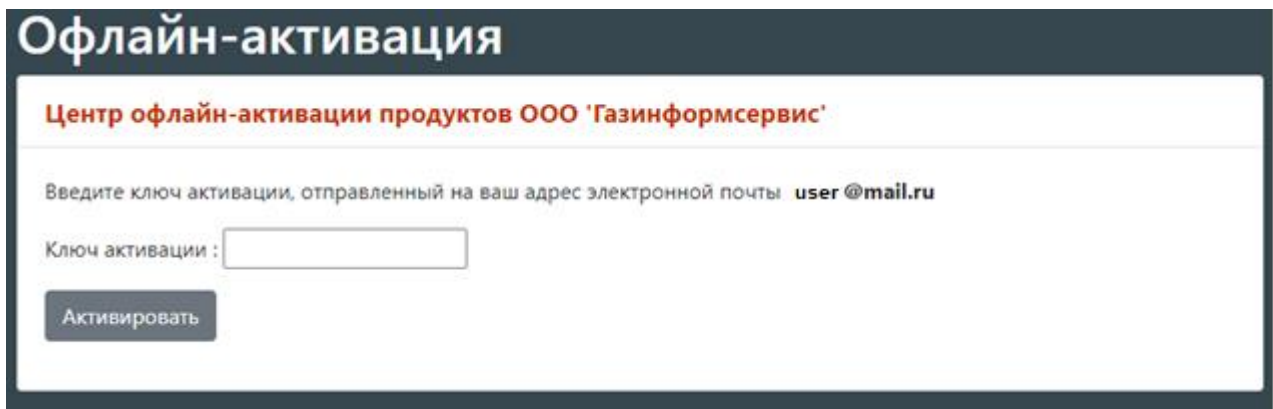 Офлайн-активация
Центр офлайн-активации продуктов ООО 'Газинформсервис'
Введите ключ активации, отправленный на ваш адрес электронной почты user @mail.ru
Ключ активации :
Активировать